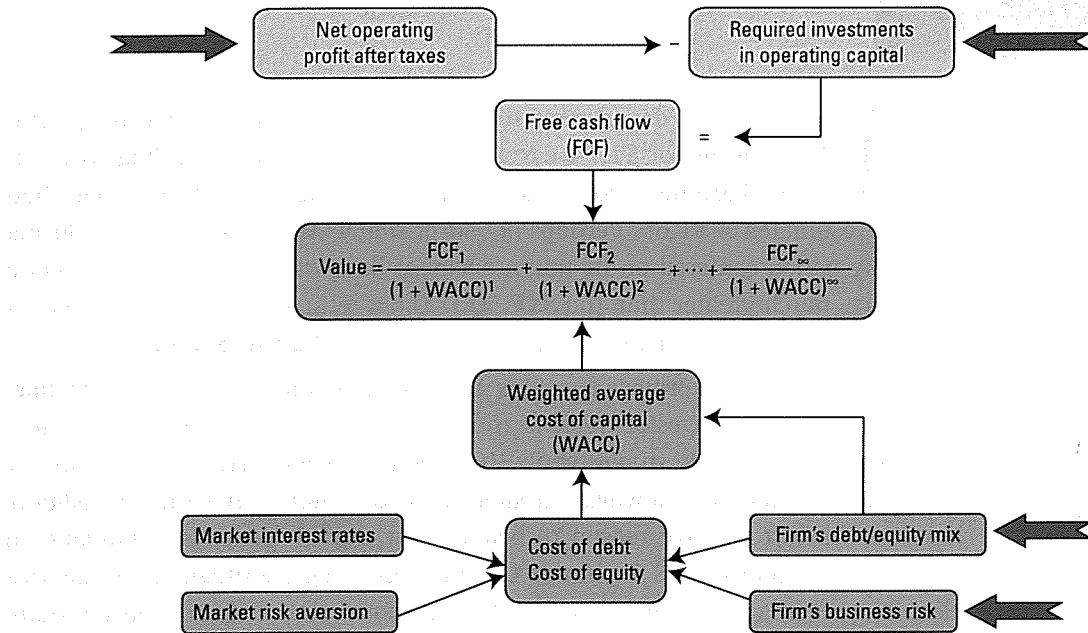 Net operating
profit after taxes
–
Required investments
in operating capital
Free cash flow
(FCF)
=
Value = FCF₁/(1 + WACC)¹ + FCF₂/(1 + WACC)² + ··· + FCF∞/(1 + WACC)∞
Weighted average
cost of capital
(WACC)
Market interest rates
Cost of debt
Cost of equity
Firm's debt/equity mix
Market risk aversion
Firm's business risk